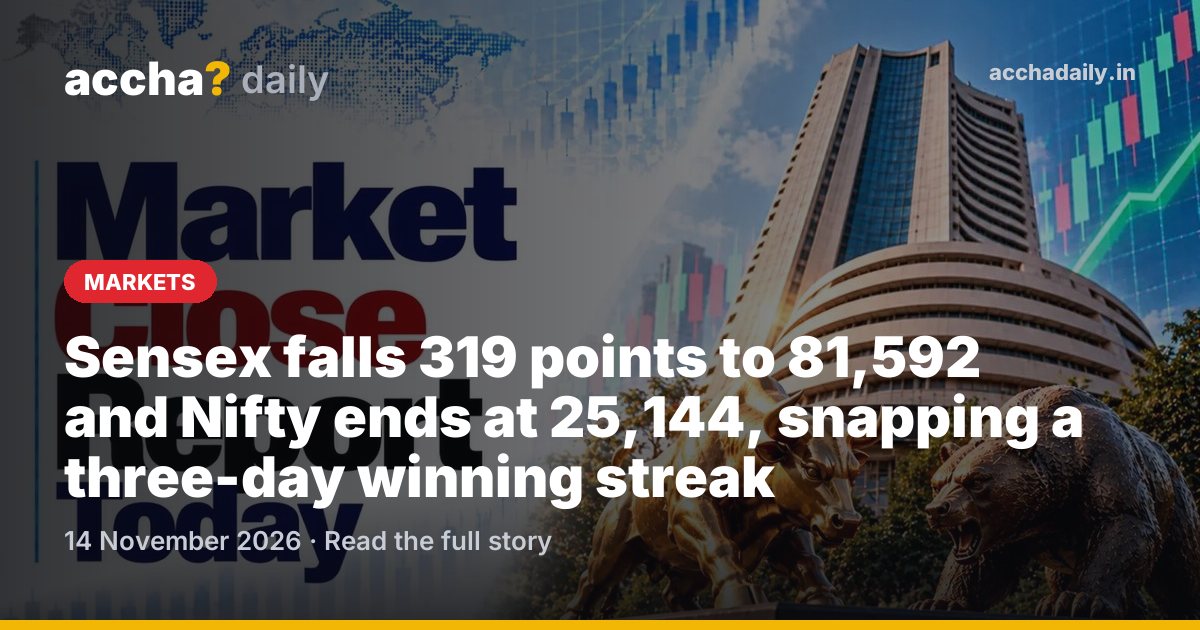 accha? daily
acchadaily.in
Market
Close
Report
Today
MARKETS
Sensex falls 319 points to 81,592
and Nifty ends at 25,144, snapping a
three-day winning streak
14 November 2026 · Read the full story